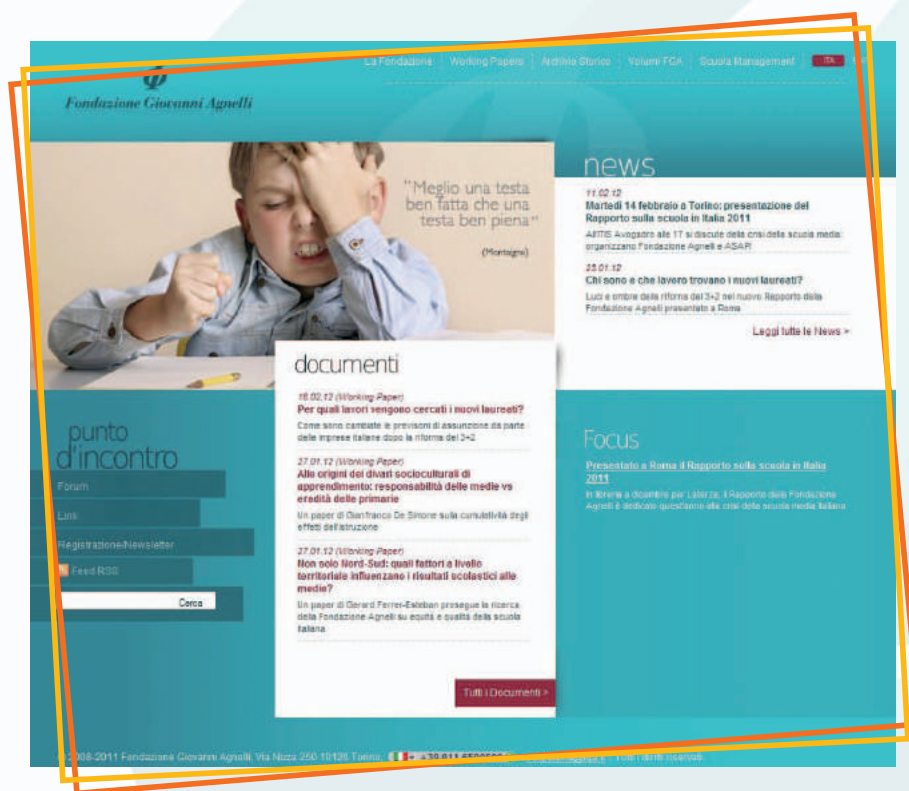 La Fondazione | Working Papers | Archivio Storico | Volumi FGA | Scuola Management | ITA
Fondazione Giovanni Agnelli
"Meglio una testa
ben fatta che una
testa ben piena"
(Montaigne)
news
11.02.12
Martedì 14 febbraio a Torino: presentazione del
Rapporto sulla scuola in Italia 2011
All'ITIS Avogadro alle 17 si discute della crisi della scuola media:
organizzano Fondazione Agnelli e ASAPI
23.01.12
Chi sono e che lavoro trovano i nuovi laureati?
Luci e ombre della riforma del 3+2 nel nuovo Rapporto della
Fondazione Agnelli presentato a Roma
Leggi tutte le News >
documenti
16.02.12 (Working Paper)
Per quali lavori vengono cercati i nuovi laureati?
Come sono cambiate le previsoni di assunzione da parte
delle imprese italiane dopo la riforma del 3+2
27.01.12 (Working Paper)
Alle origini dei divari socioculturali di
apprendimento: responsabilità delle medie vs
eredità delle primarie
Un paper di Gianfranco De Simone sulla cumulatività degli
effetti dell'istruzione
27.01.12 (Working Paper)
Non solo Nord-Sud: quali fattori a livello
territoriale influenzano i risultati scolastici alle
medie?
Un paper di Gerard Ferrer-Esteban prosegue la ricerca
della Fondazione Agnelli su equità e qualità della scuola
italiana
Tutti i Documenti >
punto
d'incontro
Forum
Link
Registrazione/Newsletter
Feed RSS
Cerca
Focus
Presentato a Roma il Rapporto sulla scuola in Italia
2011
In libreria a dicembre per Laterza, il Rapporto della Fondazione
Agnelli è dedicato quest'anno alla crisi della scuola media italiana
2008-2011 Fondazione Giovanni Agnelli, Via Nizza 250 10126 Torino, Tutti i diritti riservati.